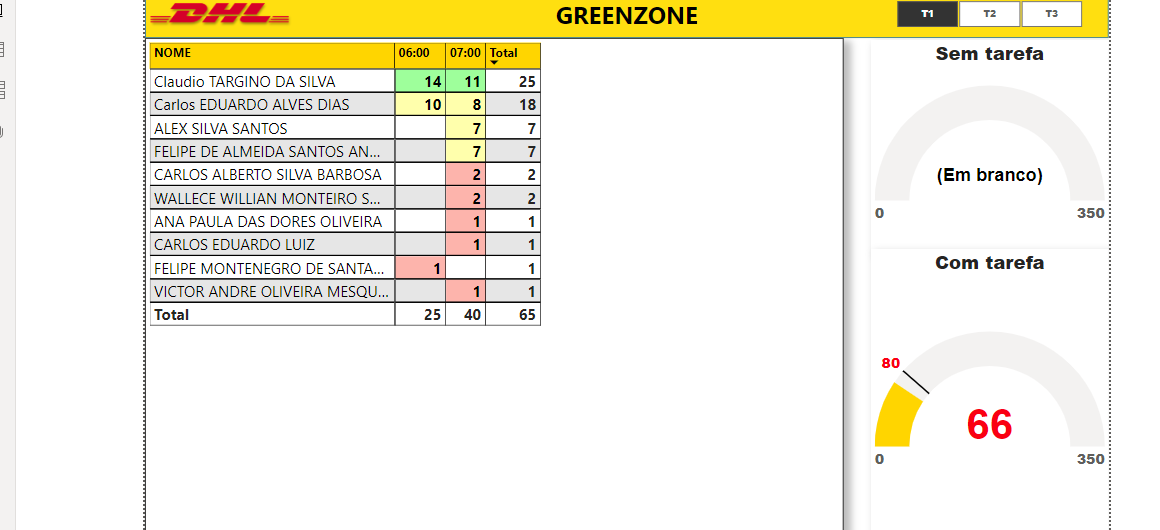 DHL
GREENZONE
T1 T2 T3
NOME 06:00 07:00 Total
Claudio TARGINO DA SILVA 14 11 25
Carlos EDUARDO ALVES DIAS 10 8 18
ALEX SILVA SANTOS 7 7
FELIPE DE ALMEIDA SANTOS AN... 7 7
CARLOS ALBERTO SILVA BARBOSA 2 2
WALLECE WILLIAN MONTEIRO S... 2 2
ANA PAULA DAS DORES OLIVEIRA 1 1
CARLOS EDUARDO LUIZ 1 1
FELIPE MONTENEGRO DE SANTA... 1 1
VICTOR ANDRE OLIVEIRA MESQU... 1 1
Total 25 40 65
Sem tarefa
(Em branco)
0 350
Com tarefa
80
66
0 350